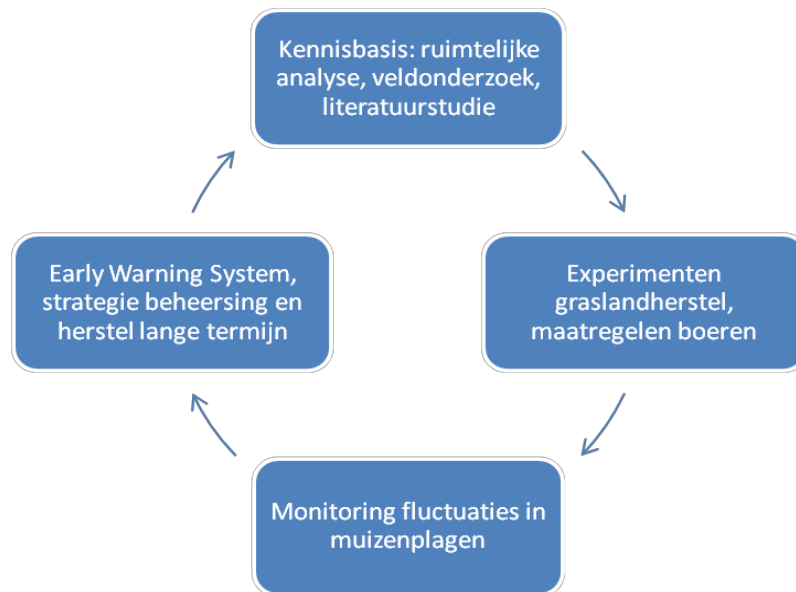 Kennisbasis: ruimtelijke
analyse, veldonderzoek,
literatuurstudie
Early Warning System,
strategie beheersing en
herstel lange termijn
Experimenten
graslandherstel,
maatregelen boeren
Monitoring fluctuaties in
muizenplagen